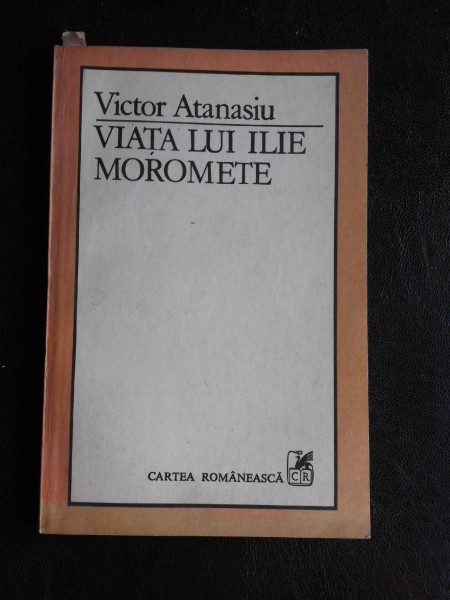 Victor Atanasiu
VIAȚA LUI ILIE
MOROMETE
CARTEA ROMÂNEASCĂ
CR